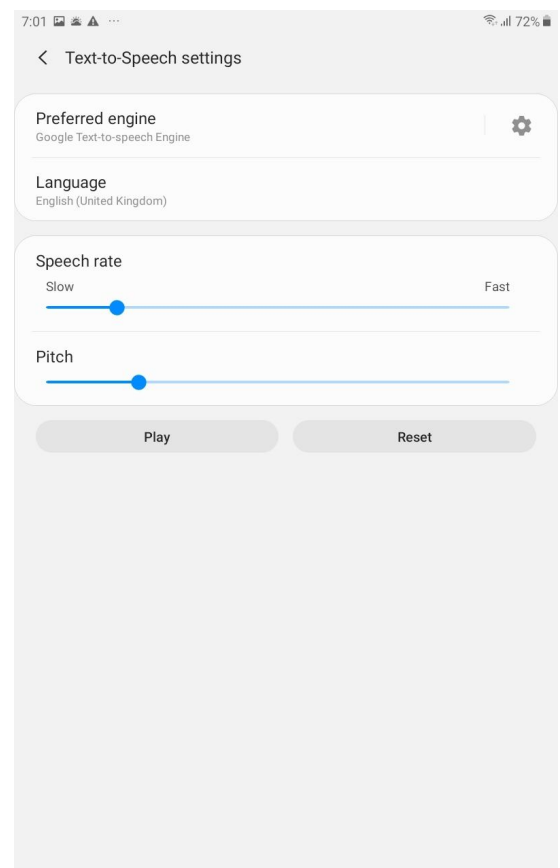 7:01 72%
Text-to-Speech settings
Preferred engine
Google Text-to-speech Engine
Language
English (United Kingdom)
Speech rate
Slow Fast
Pitch
Play Reset